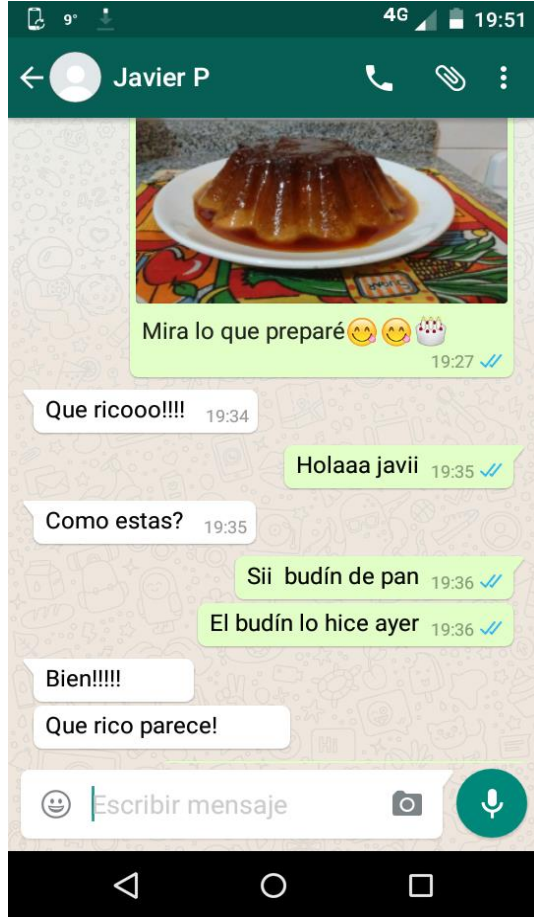 9° 4G 19:51
Javier P
Mira lo que preparé😋😋🎂
19:27
Que ricooo!!!! 19:34
Holaaa javii 19:35
Como estas? 19:35
Sii budín de pan 19:36
El budín lo hice ayer 19:36
Bien!!!!!
Que rico parece!
Escribir mensaje